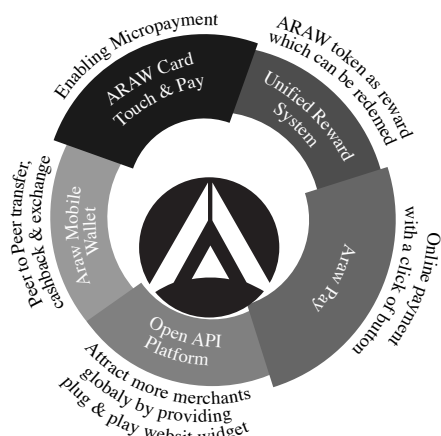 Enabling Micropayment
ARAW Card
Touch & Pay
ARAW token as reward
which can be redemed
Unified Reward
System
Online payment
with a click of button
Araw Pay
Attract more merchants
globaly by providing
plug & play websit widget
Open API
Platform
Peer to Peer transfer,
cashback & exchange
Araw Mobile
Wallet